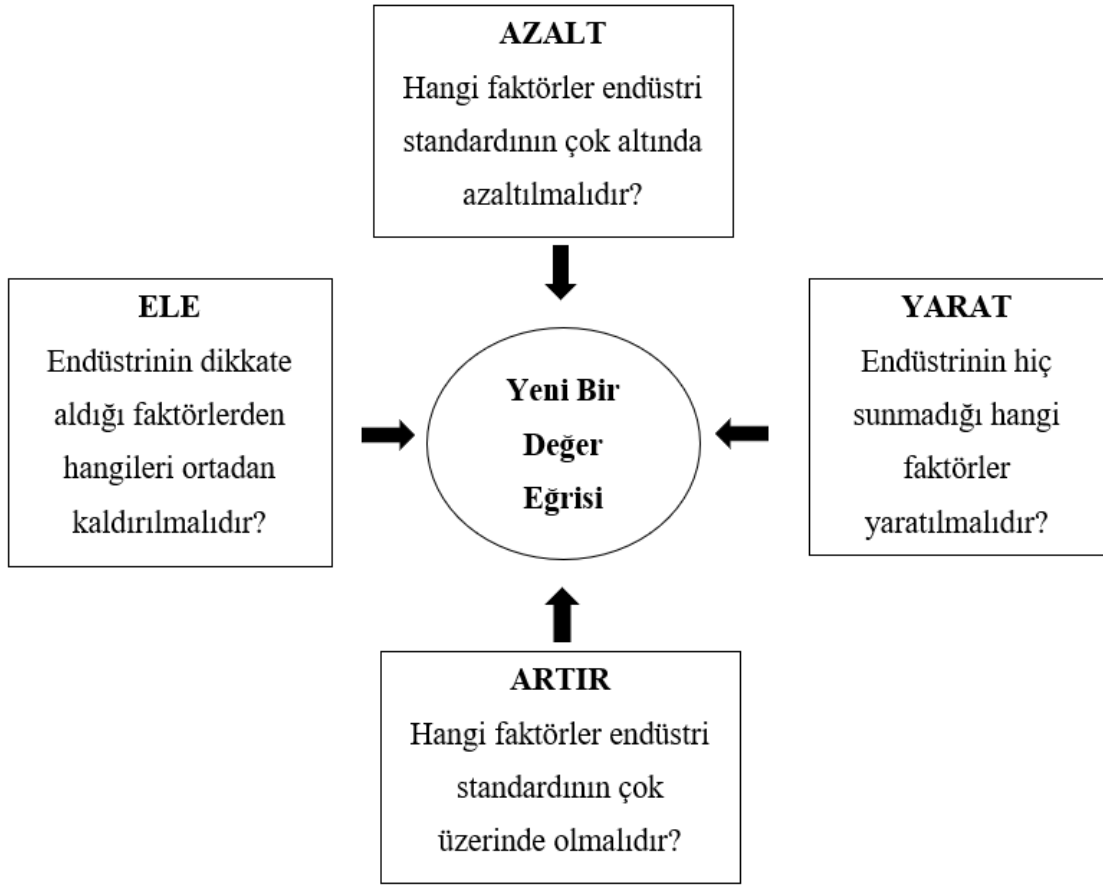 AZALT
Hangi faktörler endüstri
standardının çok altında
azaltılmalıdır?
ELE
Endüstrinin dikkate
aldığı faktörlerden
hangileri ortadan
kaldırılmalıdır?
Yeni Bir
Değer
Eğrisi
YARAT
Endüstrinin hiç
sunmadığı hangi
faktörler
yaratılmalıdır?
ARTIR
Hangi faktörler endüstri
standardının çok
üzerinde olmalıdır?